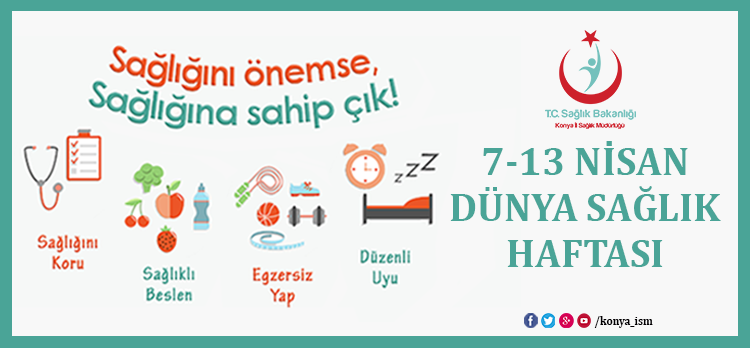 Sağlığını önemse,
Sağlığına sahip çık!
Sağlığını
Koru
Sağlıklı
Beslen
Egzersiz
Yap
zzz
Düzenli
Uyu
T.C. Sağlık Bakanlığı
Konya İl Sağlık Müdürlüğü
7-13 NİSAN
DÜNYA SAĞLIK
HAFTASI
/konya_ism